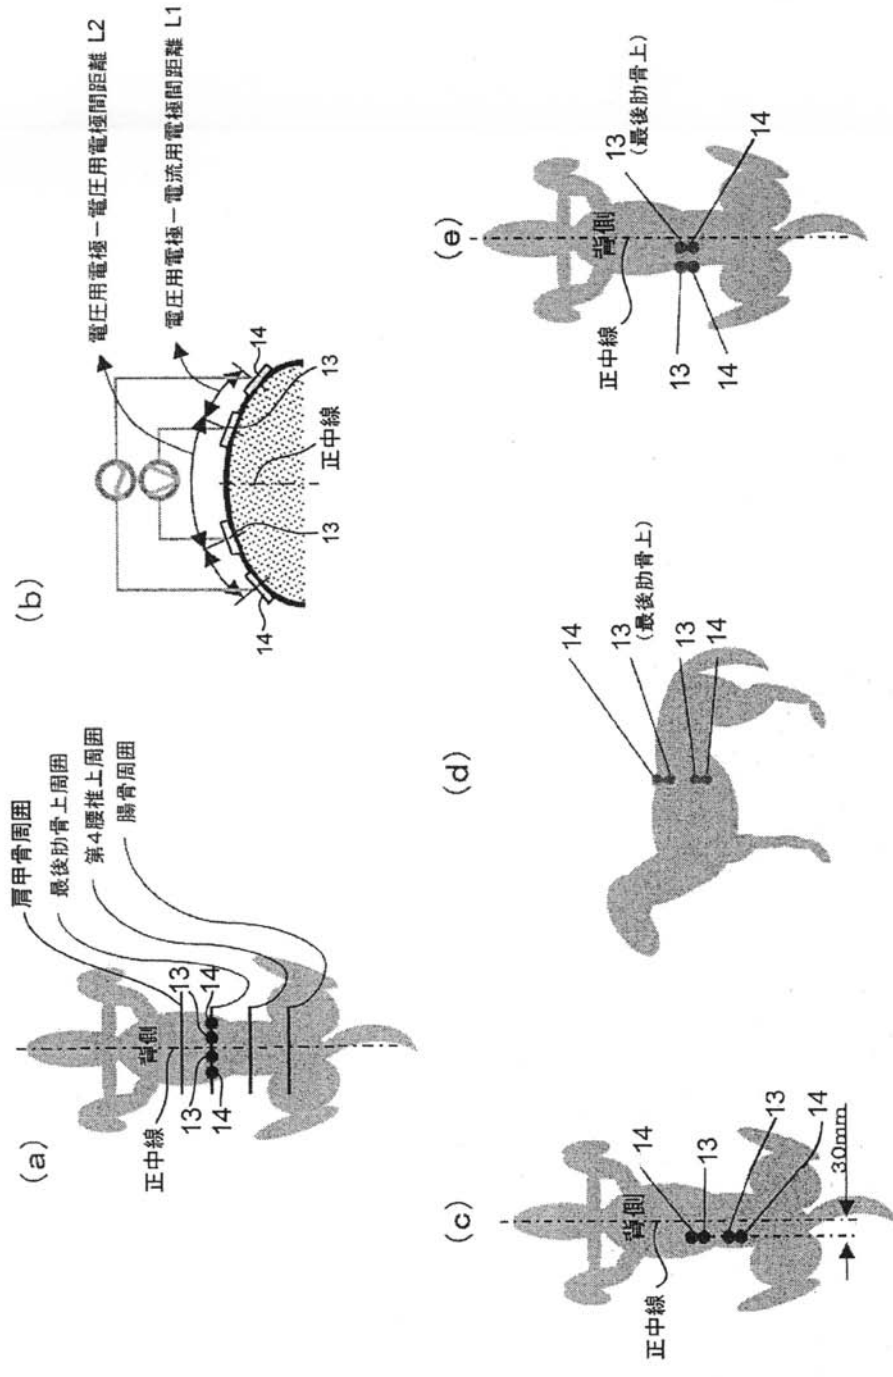 (a)
肩甲骨周囲
最後肋骨上周囲
第4腰椎上周囲
腸骨周囲
背側
正中線
13
14
13
14
(b)
電圧用電極－電圧用電極間距離 L2
電圧用電極－電流用電極間距離 L1
14
13
正中線
13
14
(c)
背側
正中線
14
13
13
14
30mm
(d)
14
13
(最後肋骨上)
13
14
(e)
背側
正中線
13
(最後肋骨上)
14
13
14